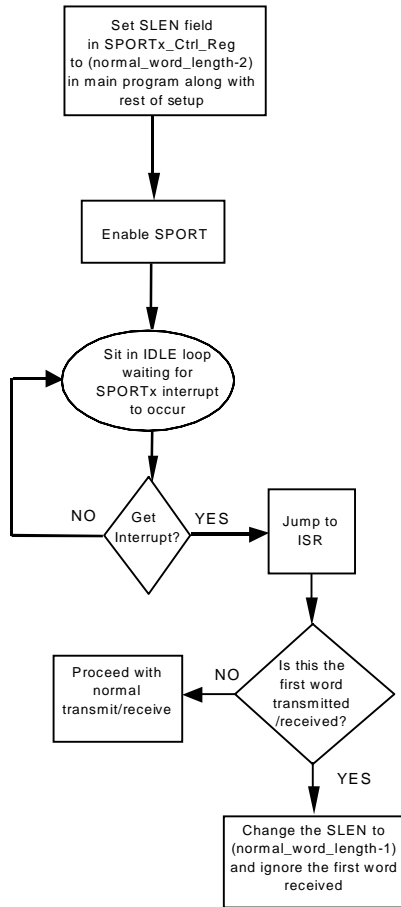 Set SLEN field
in SPORTx_Ctrl_Reg
to (normal_word_length-2)
in main program along with
rest of setup
Enable SPORT
Sit in IDLE loop
waiting for
SPORTx interrupt
to occur
NO
Get
Interrupt?
YES
Jump to
ISR
Proceed with
normal
transmit/receive
NO
Is this the
first word
transmitted
/received?
YES
Change the SLEN to
(normal_word_length-1)
and ignore the first word
received